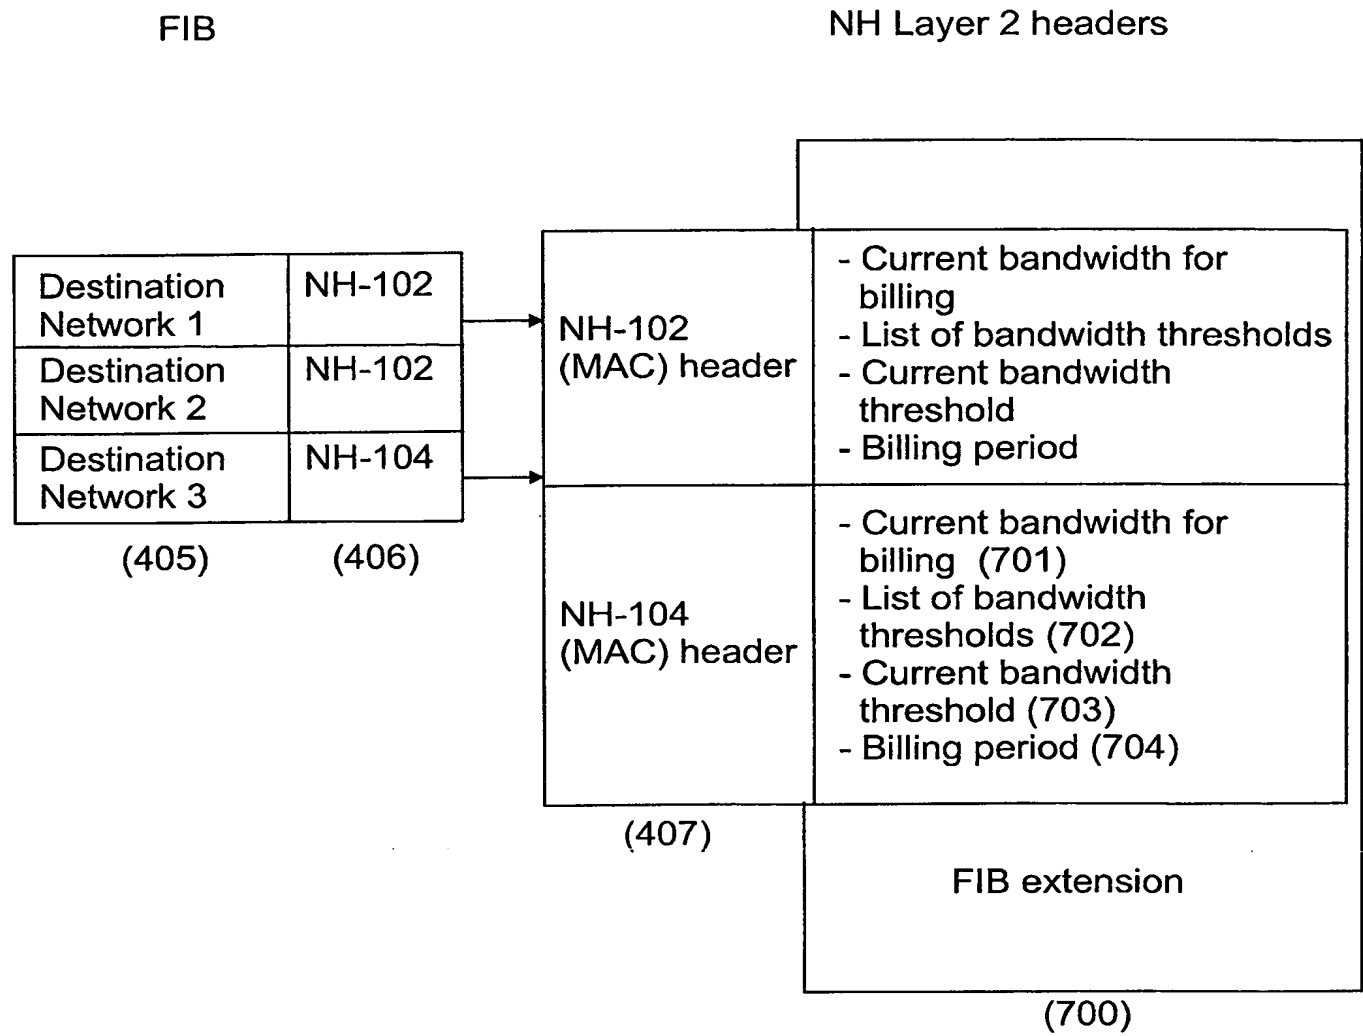 FIB
NH Layer 2 headers
Destination
Network 1
NH-102
Destination
Network 2
NH-102
Destination
Network 3
NH-104
(405)
(406)
NH-102
(MAC) header
- Current bandwidth for
billing
- List of bandwidth thresholds
- Current bandwidth
threshold
- Billing period
NH-104
(MAC) header
- Current bandwidth for
billing (701)
- List of bandwidth
thresholds (702)
- Current bandwidth
threshold (703)
- Billing period (704)
(407)
FIB extension
(700)